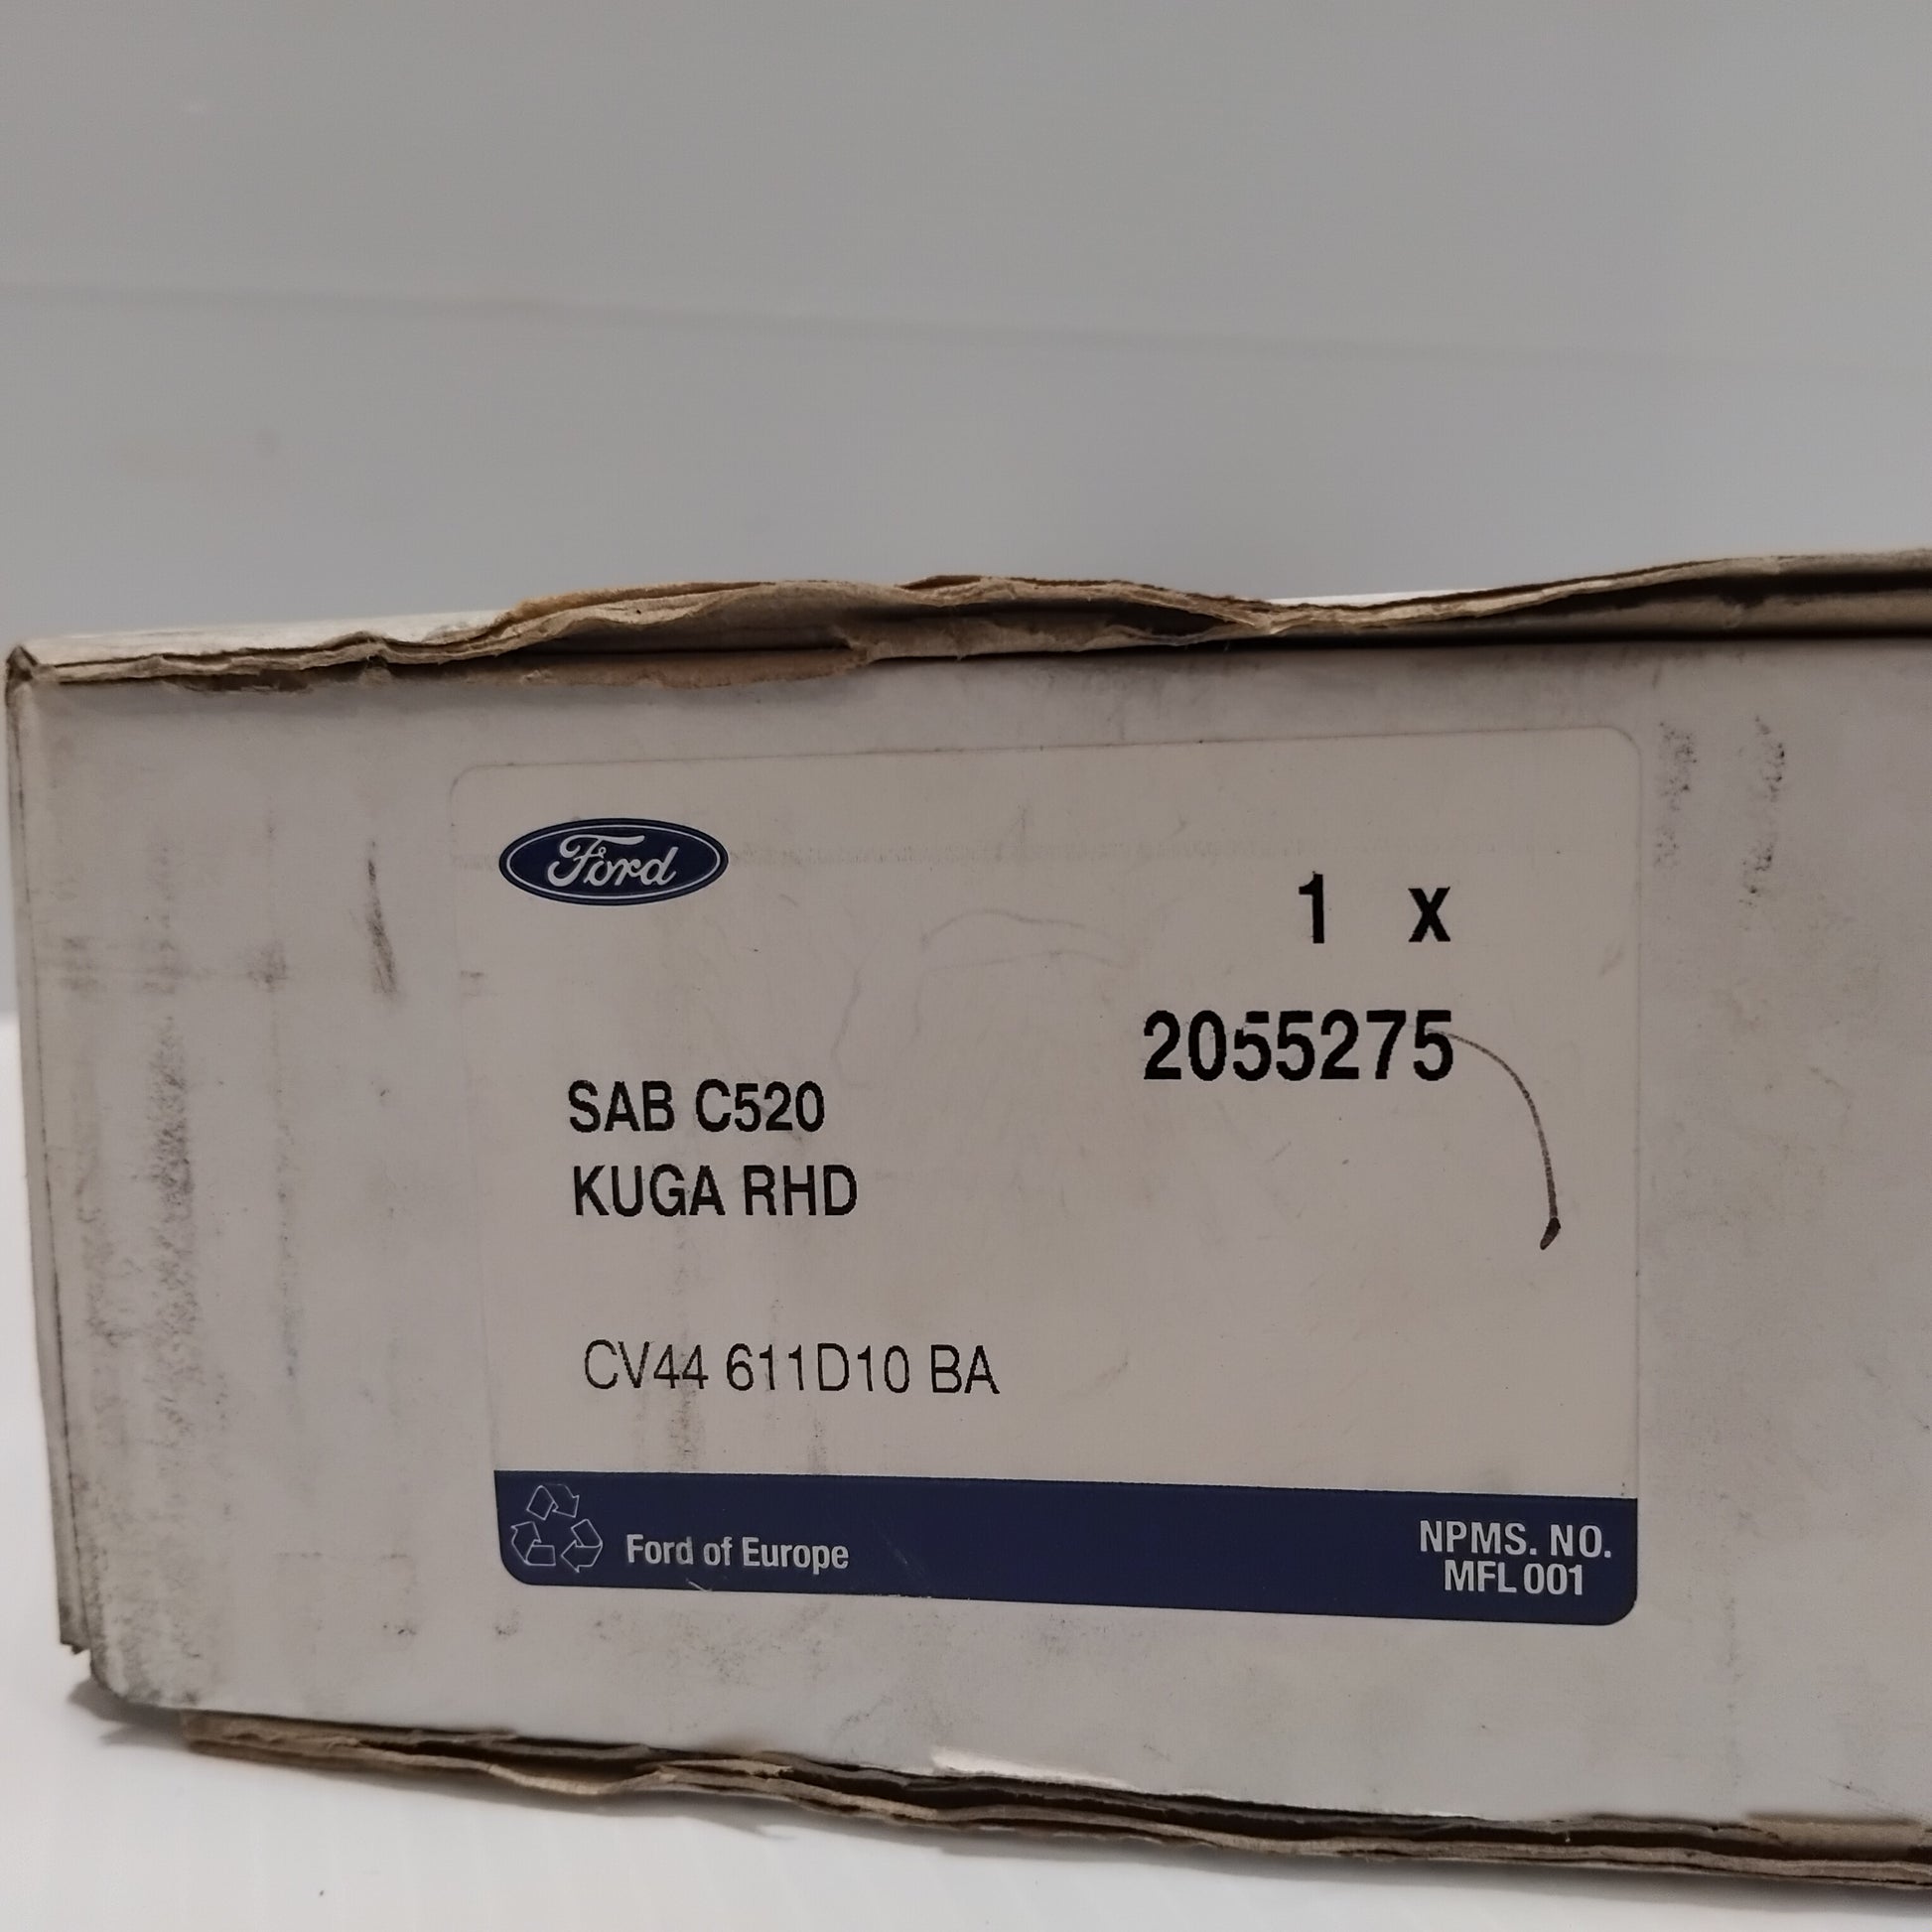 Ford
1 x
2055275
SAB C520
KUGA RHD
CV44 611D10 BA
Ford of Europe
NPMS. NO.
MFL 001